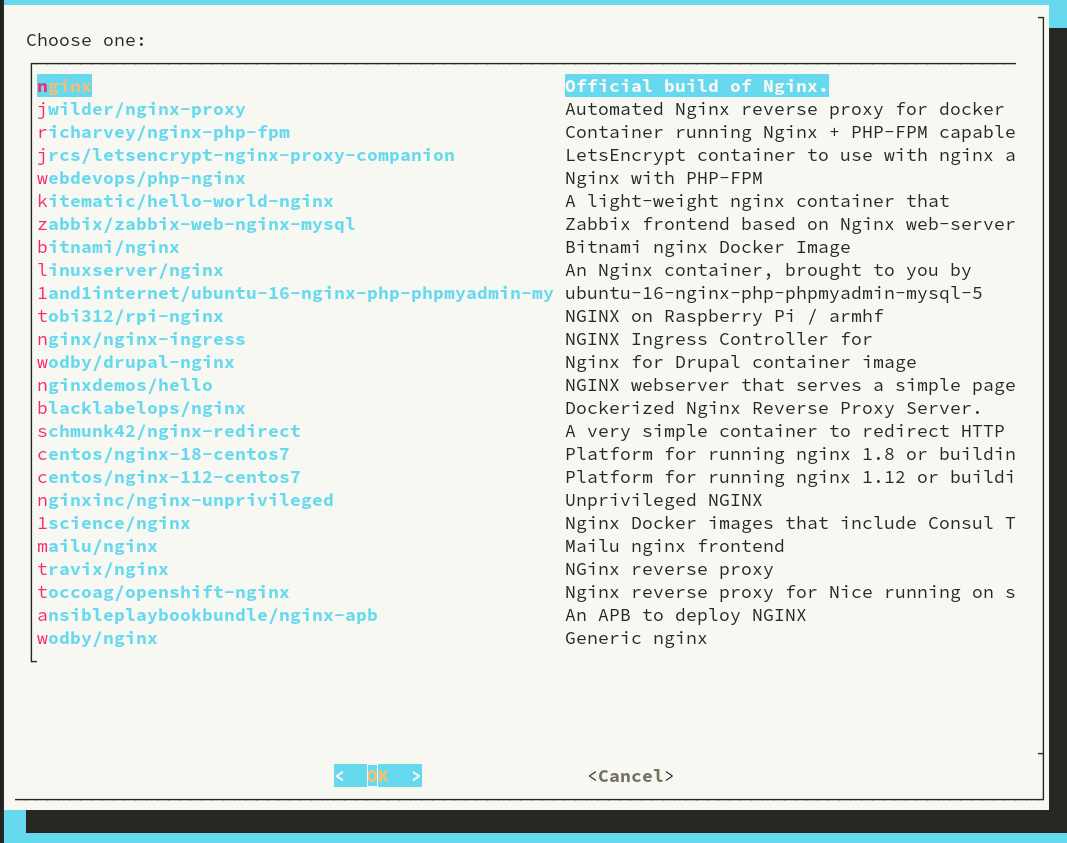 Choose one:
nginx Official build of Nginx.
jwilder/nginx-proxy Automated Nginx reverse proxy for docker
richarvey/nginx-php-fpm Container running Nginx + PHP-FPM capable
jrcs/letsencrypt-nginx-proxy-companion LetsEncrypt container to use with nginx a
webdevops/php-nginx Nginx with PHP-FPM
kitematic/hello-world-nginx A light-weight nginx container that
zabbix/zabbix-web-nginx-mysql Zabbix frontend based on Nginx web-server
bitnami/nginx Bitnami nginx Docker Image
linuxserver/nginx An Nginx container, brought to you by
1and1internet/ubuntu-16-nginx-php-phpmyadmin-my ubuntu-16-nginx-php-phpmyadmin-mysql-5
tobi312/rpi-nginx NGINX on Raspberry Pi / armhf
nginx/nginx-ingress NGINX Ingress Controller for
wodby/drupal-nginx Nginx for Drupal container image
nginxdemos/hello NGINX webserver that serves a simple page
blacklabelops/nginx Dockerized Nginx Reverse Proxy Server.
schmunk42/nginx-redirect A very simple container to redirect HTTP
centos/nginx-18-centos7 Platform for running nginx 1.8 or buildin
centos/nginx-112-centos7 Platform for running nginx 1.12 or buildi
nginxinc/nginx-unprivileged Unprivileged NGINX
1science/nginx Nginx Docker images that include Consul T
mailu/nginx Mailu nginx frontend
travix/nginx NGinx reverse proxy
toccoag/openshift-nginx Nginx reverse proxy for Nice running on s
ansibleplaybookbundle/nginx-apb An APB to deploy NGINX
wodby/nginx Generic nginx
< OK > <Cancel>